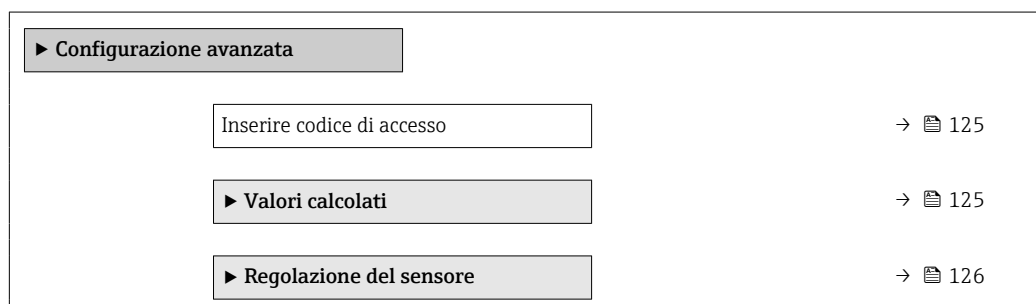 ▶ Configurazione avanzata
Inserire codice di accesso → 125
▶ Valori calcolati → 125
▶ Regolazione del sensore → 126